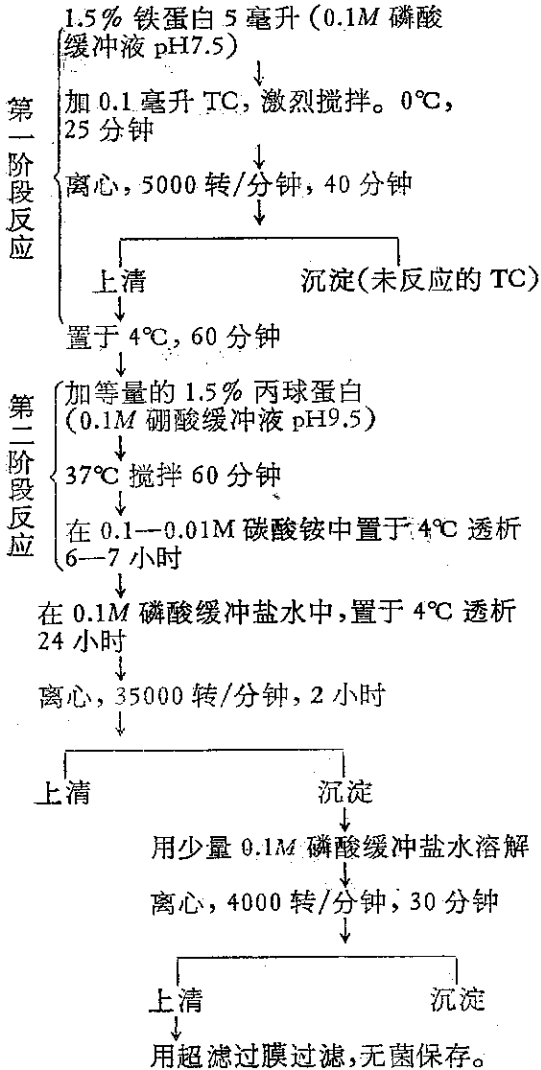 1.5% 铁蛋白 5 毫升 (0.1M 磷酸
缓冲液 pH7.5)
加 0.1 毫升 TC, 激烈搅拌。0℃,
25 分钟
离心, 5000 转/分钟, 40 分钟
上清
沉淀(未反应的 TC)
置于 4℃, 60 分钟
第一阶段反应
加等量的 1.5% 丙球蛋白
(0.1M 硼酸缓冲液 pH9.5)
37℃ 搅拌 60 分钟
在 0.1—0.01M 碳酸铵中置于 4℃ 透析
6—7 小时
第二阶段反应
在 0.1M 磷酸缓冲盐水中,置于 4℃ 透析
24 小时
离心, 35000 转/分钟, 2 小时
上清
沉淀
用少量 0.1M 磷酸缓冲盐水溶解
离心, 4000 转/分钟, 30 分钟
上清
沉淀
用超滤过膜过滤,无菌保存。